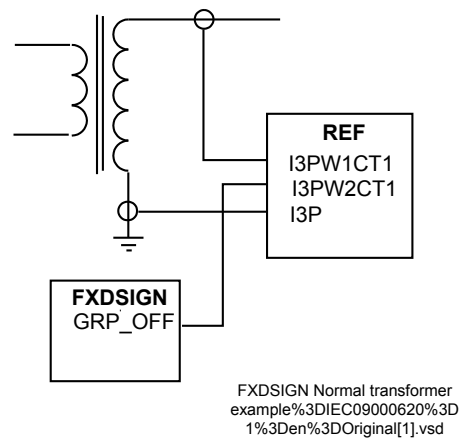 REF
I3PW1CT1
I3PW2CT1
I3P
FXDSIGN
GRP_OFF
FXDSIGN Normal transformer
example%3DIEC09000620%3D
1%3Den%3DOriginal[1].vsd